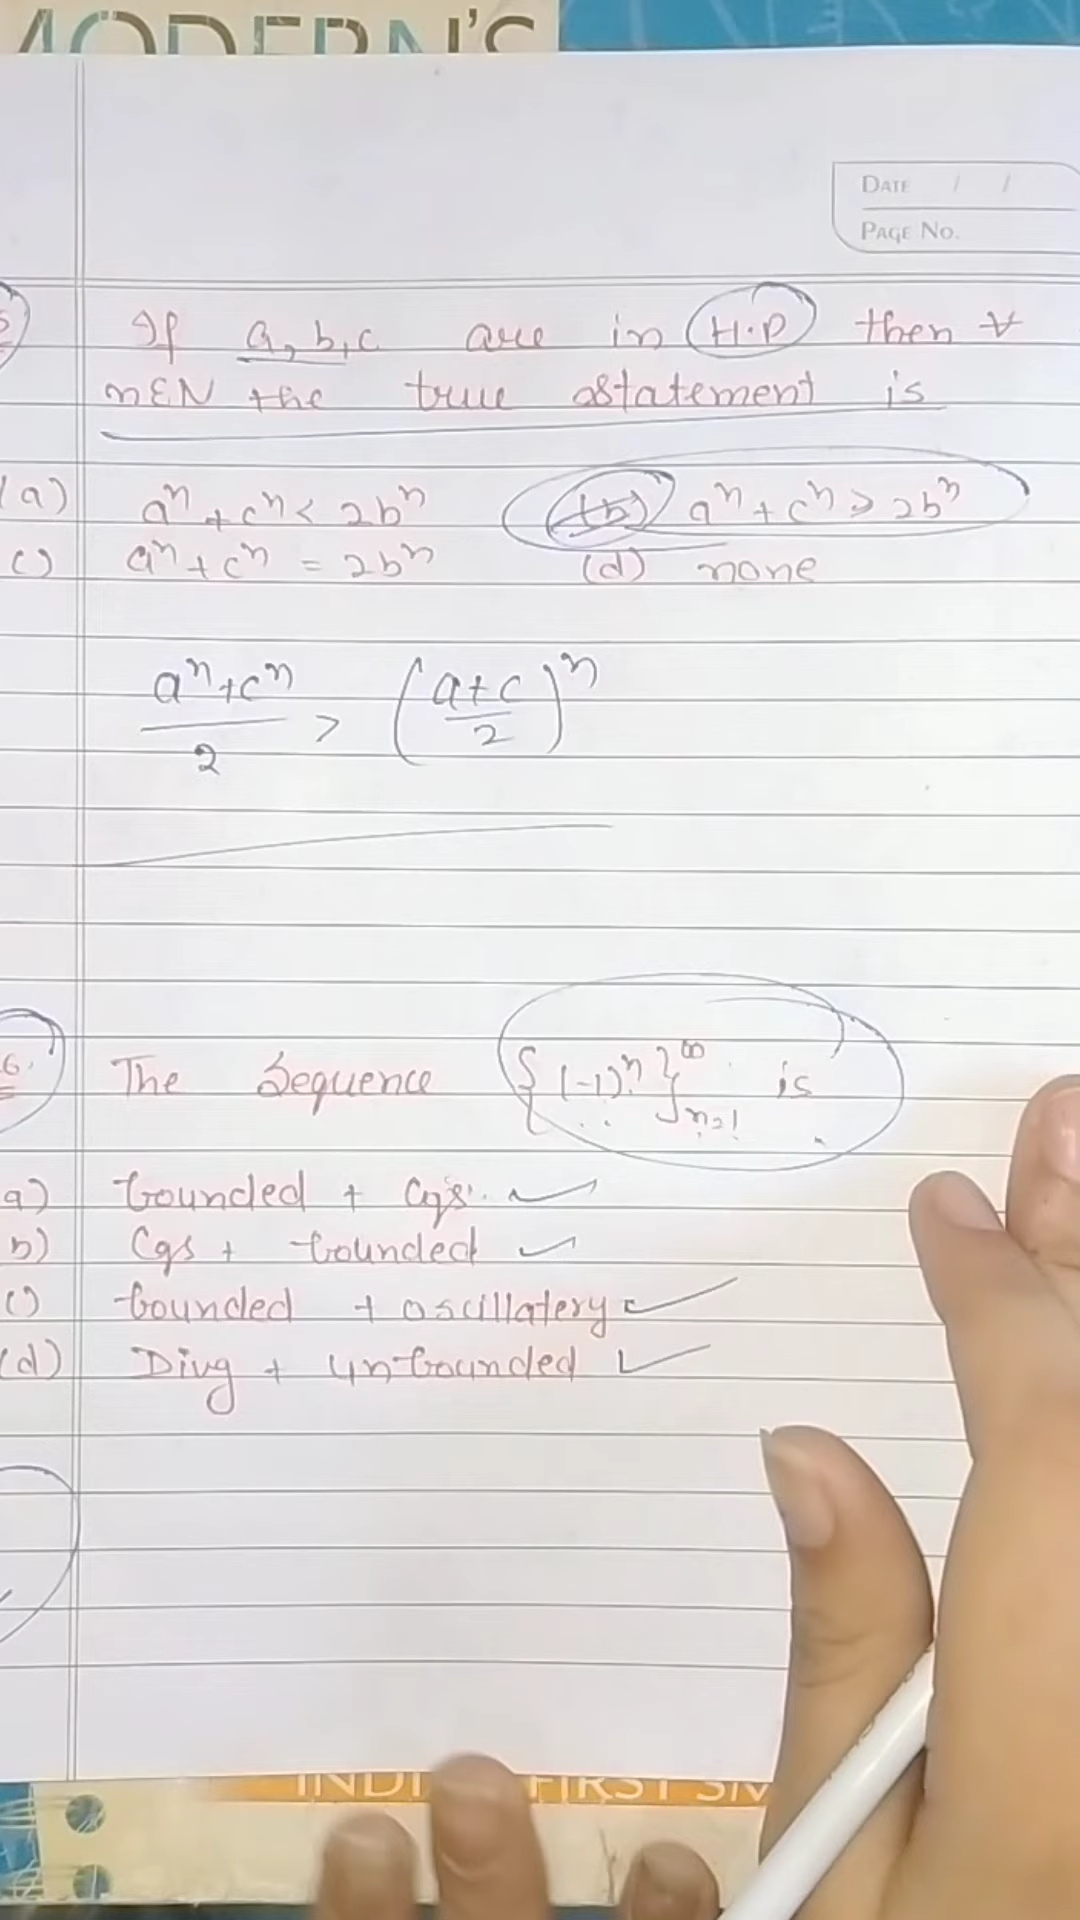 MODERN'S
DATE / /
PAGE NO.
If a, b, c are in H.P then ∀
n∈N the true statement is
(a) aⁿ + cⁿ < 2bⁿ (b) aⁿ + cⁿ > 2bⁿ
c) aⁿ + cⁿ = 2bⁿ (d) none
aⁿ+cⁿ/2 > (a+c/2)ⁿ
6. The Sequence {(-1)ⁿ}^∞_{n=1} is
a) bounded + Cgs.
b) Cgs + bounded
c) bounded + oscillatery
(d) Divg + unbounded
FIRST